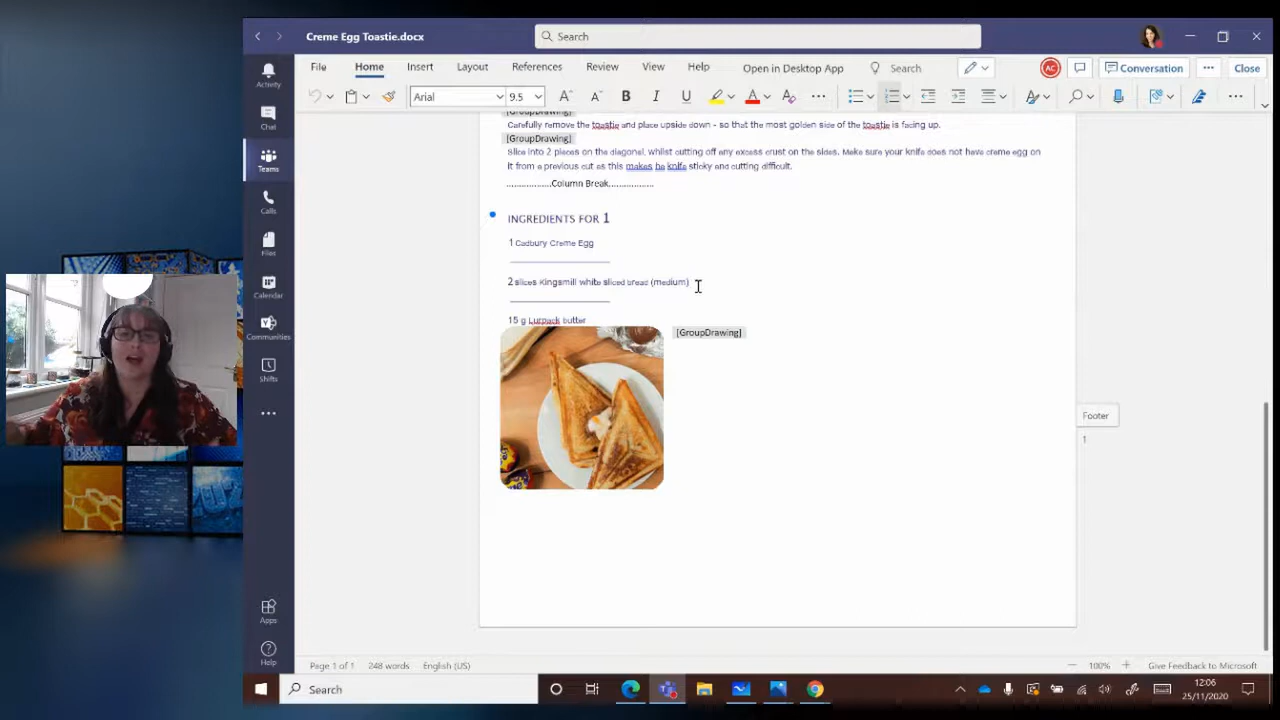 Creme Egg Toastie.docx
Search
File Home Insert Layout References Review View Help Open in Desktop App Search AC Conversation Close
Arial 9.5
Activity
Chat
Teams
Calls
Files
Calendar
Communities
Shifts
Apps
Help
[GroupDrawing]
Carefully remove the toastie and place upside down - so that the most golden side of the toastie is facing up.
[GroupDrawing]
Slice into 2 pieces on the diagonal, whilst cutting off any excess crust on the sides. Make sure your knife does not have creme egg on
it from a previous cut as this makes he knife sticky and cutting difficult.
..................Column Break.................
INGREDIENTS FOR 1
1 Cadbury Creme Egg
2 slices Kingsmill white sliced bread (medium)
15 g Lurpack butter
[GroupDrawing]
Footer
1
Page 1 of 1 248 words English (US) 100% Give Feedback to Microsoft
Search
12:06
25/11/2020